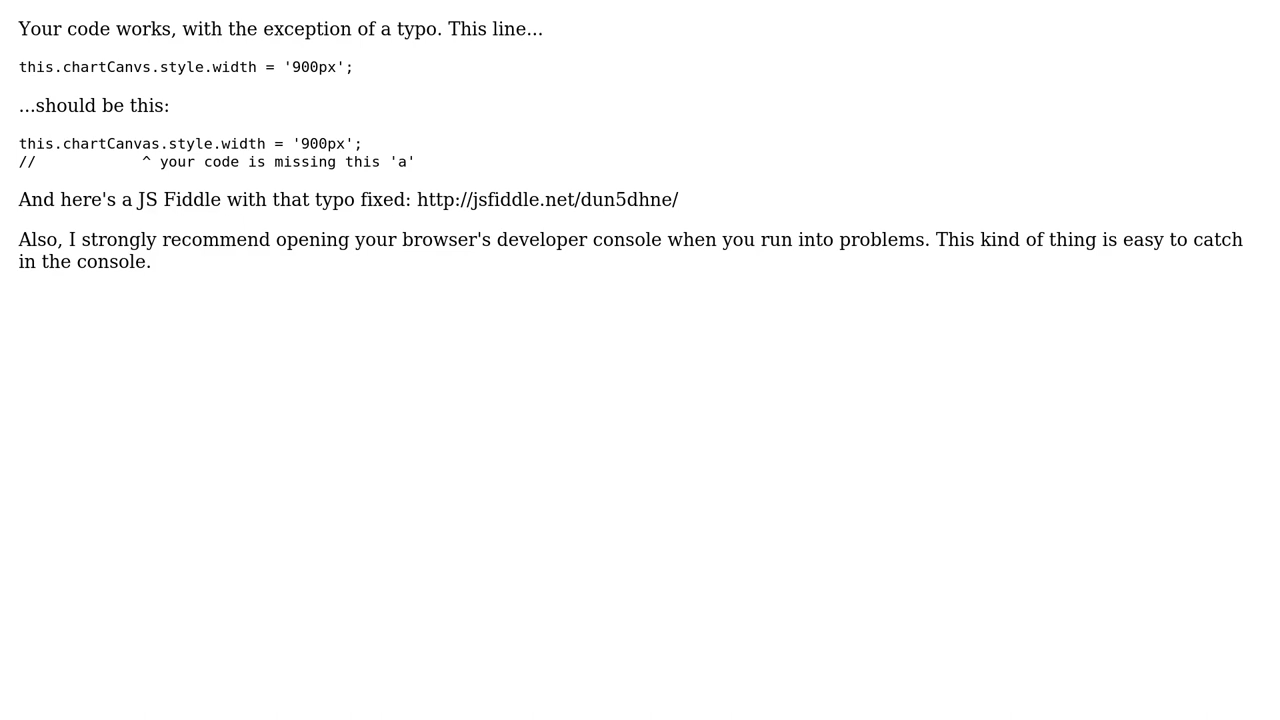 Your code works, with the exception of a typo. This line...
this.chartCanvs.style.width = '900px';
...should be this:
this.chartCanvas.style.width = '900px';
//            ^ your code is missing this 'a'
And here's a JS Fiddle with that typo fixed: http://jsfiddle.net/dun5dhne/
Also, I strongly recommend opening your browser's developer console when you run into problems. This kind of thing is easy to catch
in the console.